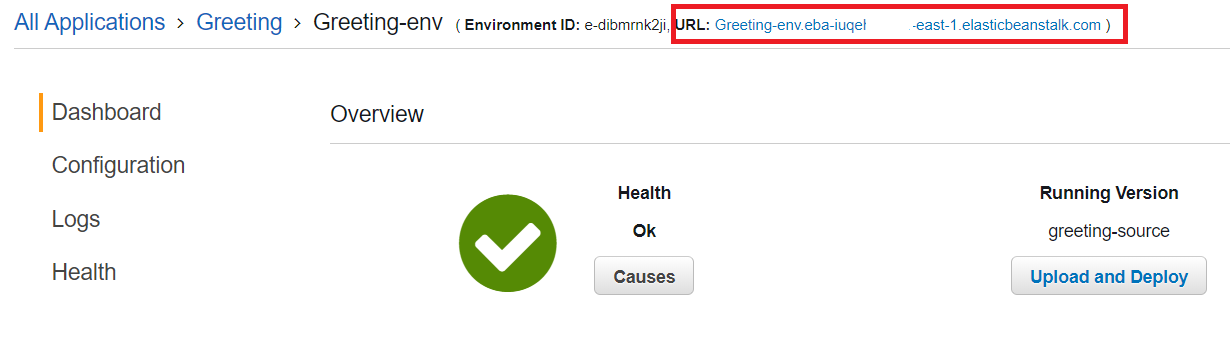 All Applications > Greeting > Greeting-env ( Environment ID: e-dibmrnk2ji, URL: Greeting-env.eba-iuqel -east-1.elasticbeanstalk.com )
Dashboard
Configuration
Logs
Health
Overview
Health
Ok
Causes
Running Version
greeting-source
Upload and Deploy